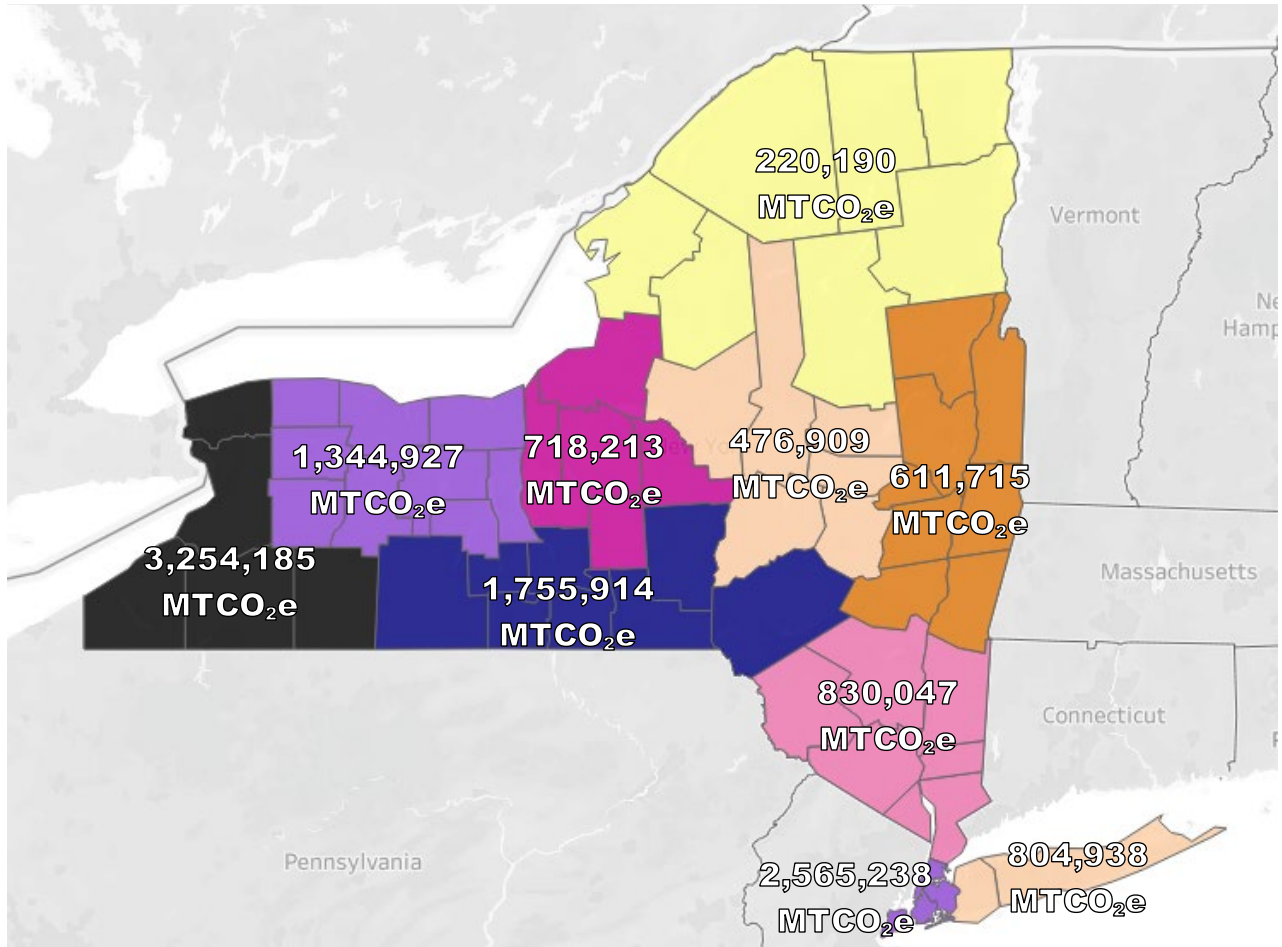 220,190
MTCO₂e
Vermont
Ne
Hamp
1,344,927
MTCO₂e
718,213
MTCO₂e
476,909
MTCO₂e
611,715
MTCO₂e
3,254,185
MTCO₂e
1,755,914
MTCO₂e
Massachusetts
830,047
MTCO₂e
Connecticut
Pennsylvania
2,565,238
MTCO₂e
804,938
MTCO₂e